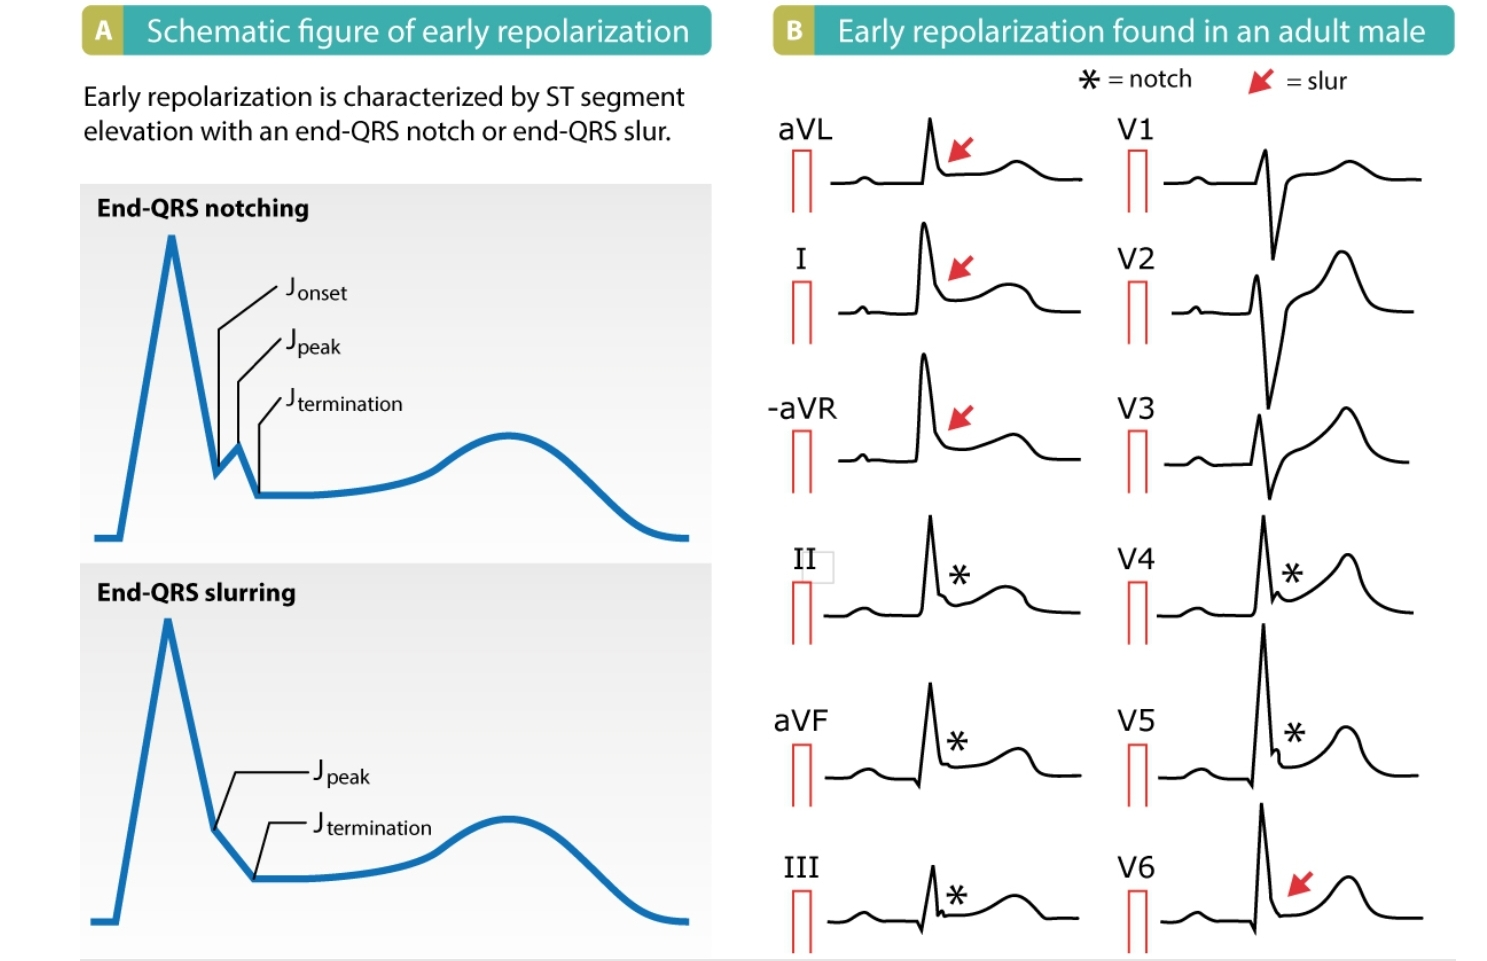 A Schematic figure of early repolarization
Early repolarization is characterized by ST segment
elevation with an end-QRS notch or end-QRS slur.
End-QRS notching
Jonset
Jpeak
Jtermination
End-QRS slurring
Jpeak
Jtermination
B Early repolarization found in an adult male
* = notch = slur
aVL
V1
I
V2
-aVR
V3
II
*
V4
*
aVF
*
V5
*
III
*
V6